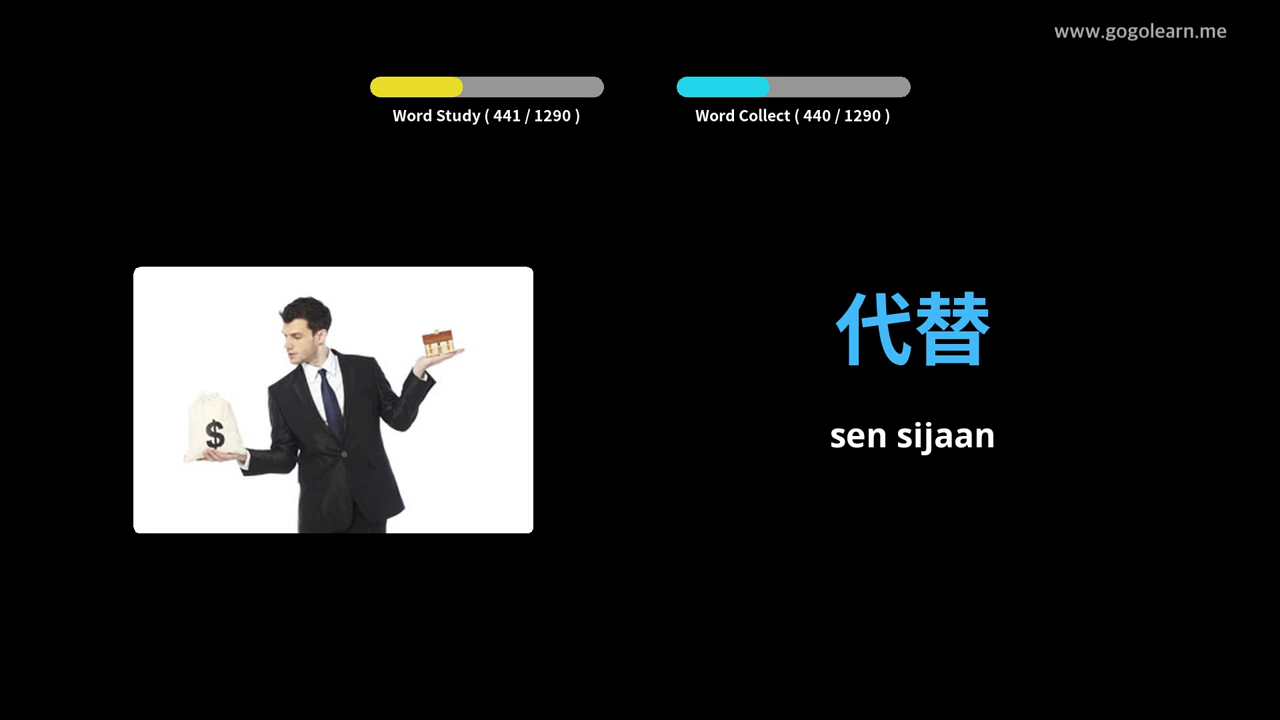 www.gogolearn.me
Word Study ( 441 / 1290 )
Word Collect ( 440 / 1290 )
$
代替
sen sijaan